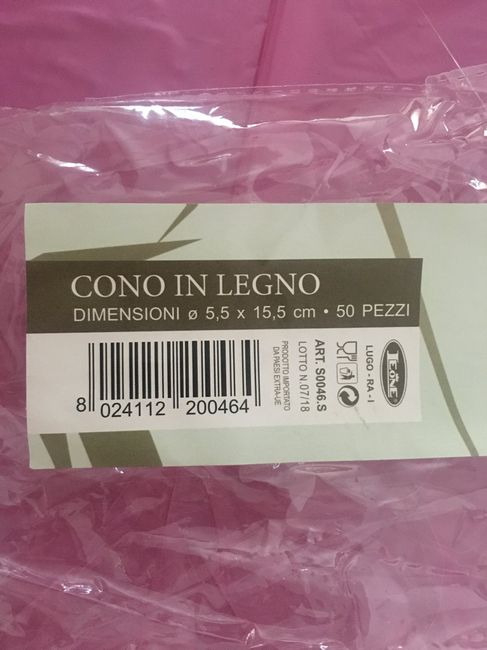 CONO IN LEGNO
DIMENSIONI ø 5,5 x 15,5 cm • 50 PEZZI
8 024112 200464
PRODOTTO IMPORTATO
DA PAESI EXTRA-UE
ART. S0046.S
LOTTO N.07/18
LUGO - RA - I
LEONE